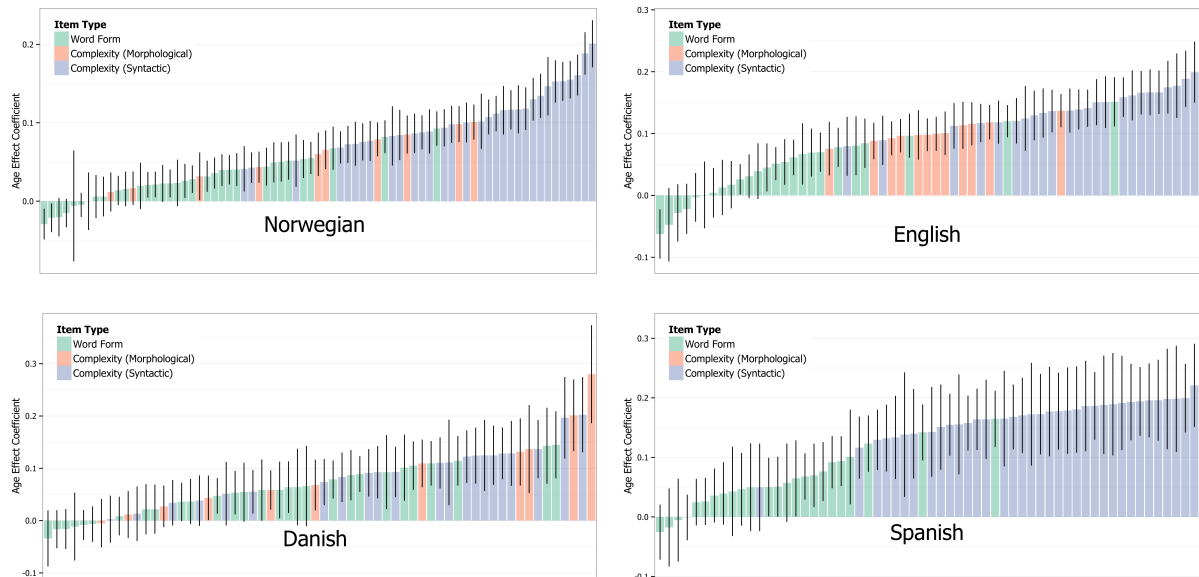 Item Type
Word Form
Complexity (Morphological)
Complexity (Syntactic)
Age Effect Coefficient
0.2
0.1
0.0
Norwegian
Item Type
Word Form
Complexity (Morphological)
Complexity (Syntactic)
Age Effect Coefficient
0.3
0.2
0.1
0.0
-0.1
English
Item Type
Word Form
Complexity (Morphological)
Complexity (Syntactic)
Age Effect Coefficient
0.3
0.2
0.1
0.0
-0.1
Danish
Item Type
Word Form
Complexity (Morphological)
Complexity (Syntactic)
Age Effect Coefficient
0.3
0.2
0.1
0.0
-0.1
Spanish